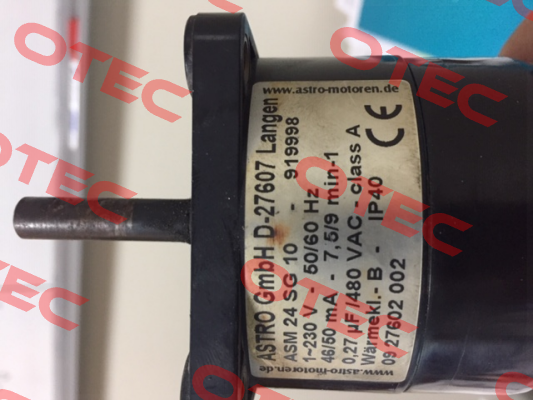 www.astro-motoren.de
ASTRO GmbH D-27607 Langen
ASM 24 SG 10 - 919998
1~230 V - 50/60 Hz
46/50 mA - 7,5/9 min-1
0,27 µF /480 VAC - class A
Wärmekl.- B - IP40
09 27602 002
CE
www.astro-motoren.de
OTEC
OTEC
OTEC
OTEC
OTEC
OTEC